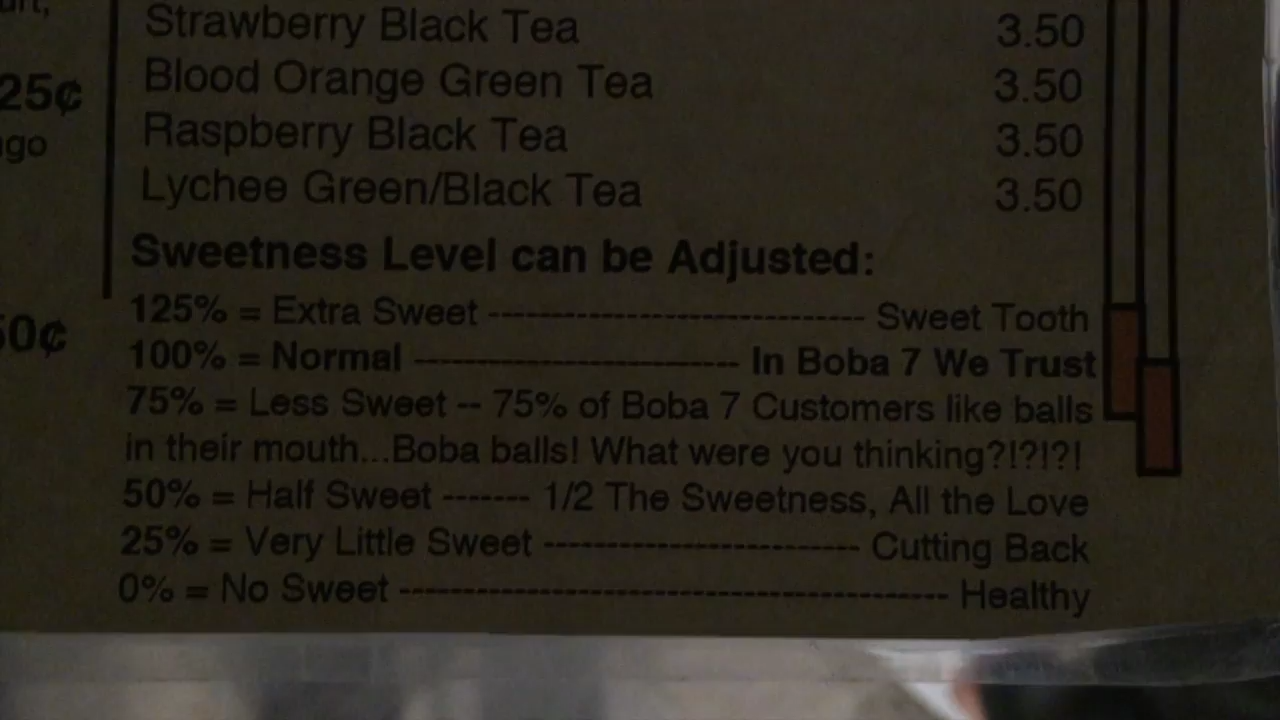 Strawberry Black Tea 3.50
25¢ Blood Orange Green Tea 3.50
Raspberry Black Tea 3.50
Lychee Green/Black Tea 3.50
Sweetness Level can be Adjusted:
125% = Extra Sweet ----------------------------- Sweet Tooth
100% = Normal ------------------------- In Boba 7 We Trust
75% = Less Sweet -- 75% of Boba 7 Customers like balls
in their mouth...Boba balls! What were you thinking?!?!?!
50% = Half Sweet ------- 1/2 The Sweetness, All the Love
25% = Very Little Sweet ------------------------- Cutting Back
0% = No Sweet ------------------------------------------- Healthy